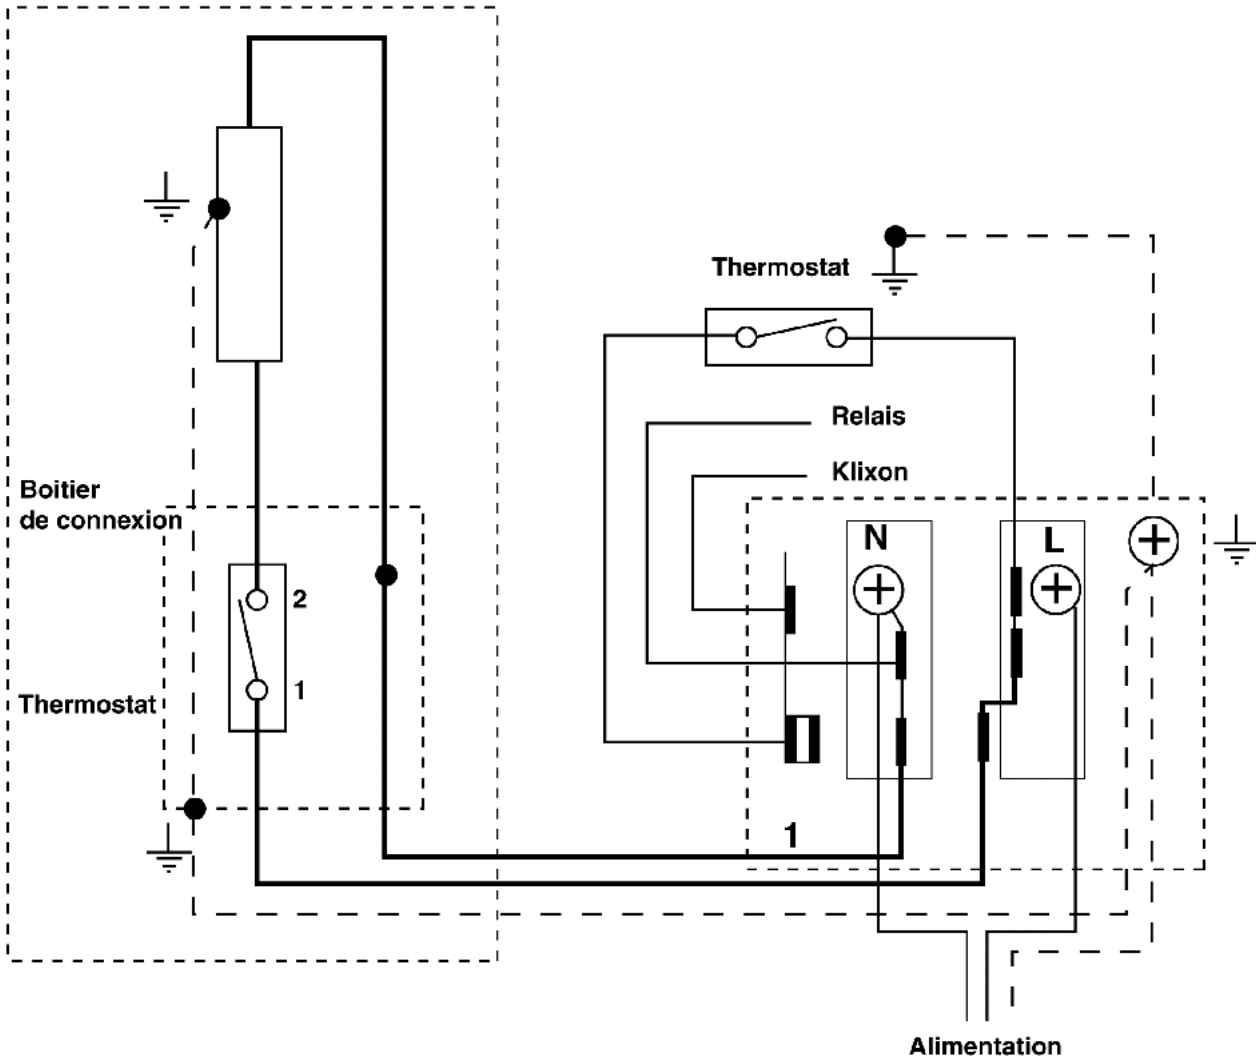 Thermostat
Relais
Klixon
Boitier
de connexion
N
L
2
1
Thermostat
1
Alimentation